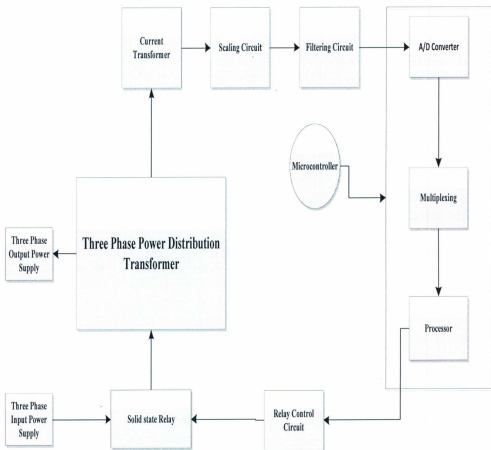 Current
Transformer
Scaling Circuit
Filtering Circuit
A/D Converter
Microcontroller
Multiplexing
Three Phase
Output Power
Supply
Three Phase Power Distribution
Transformer
Processor
Three Phase
Input Power
Supply
Solid state Relay
Relay Control
Circuit